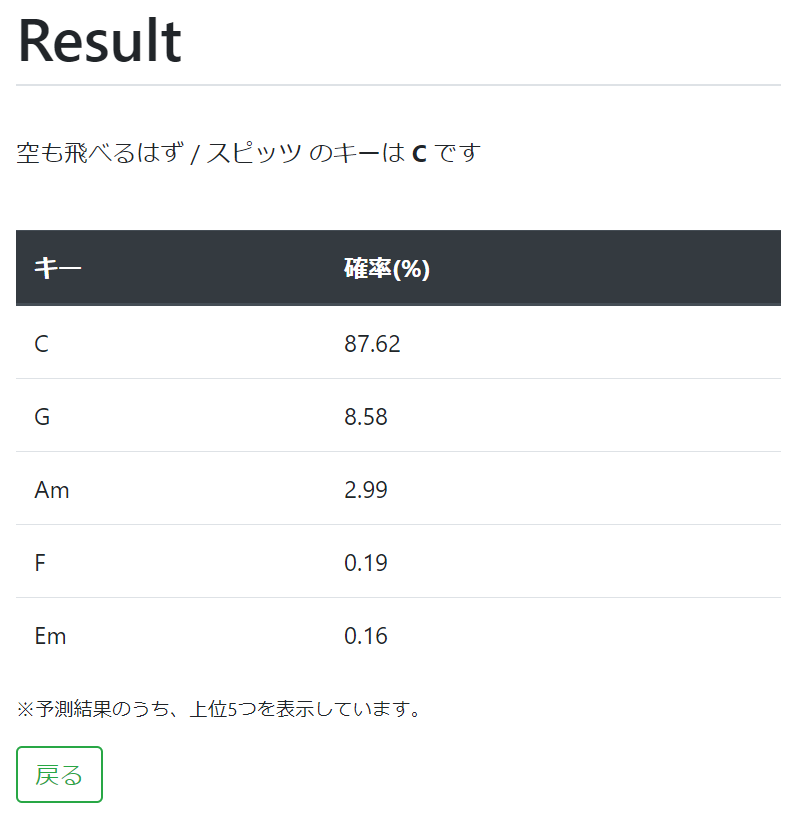 Result
空も飛べるはず / スピッツ のキーは C です
キー 確率(%)
C 87.62
G 8.58
Am 2.99
F 0.19
Em 0.16
※予測結果のうち、上位5つを表示しています。
戻る